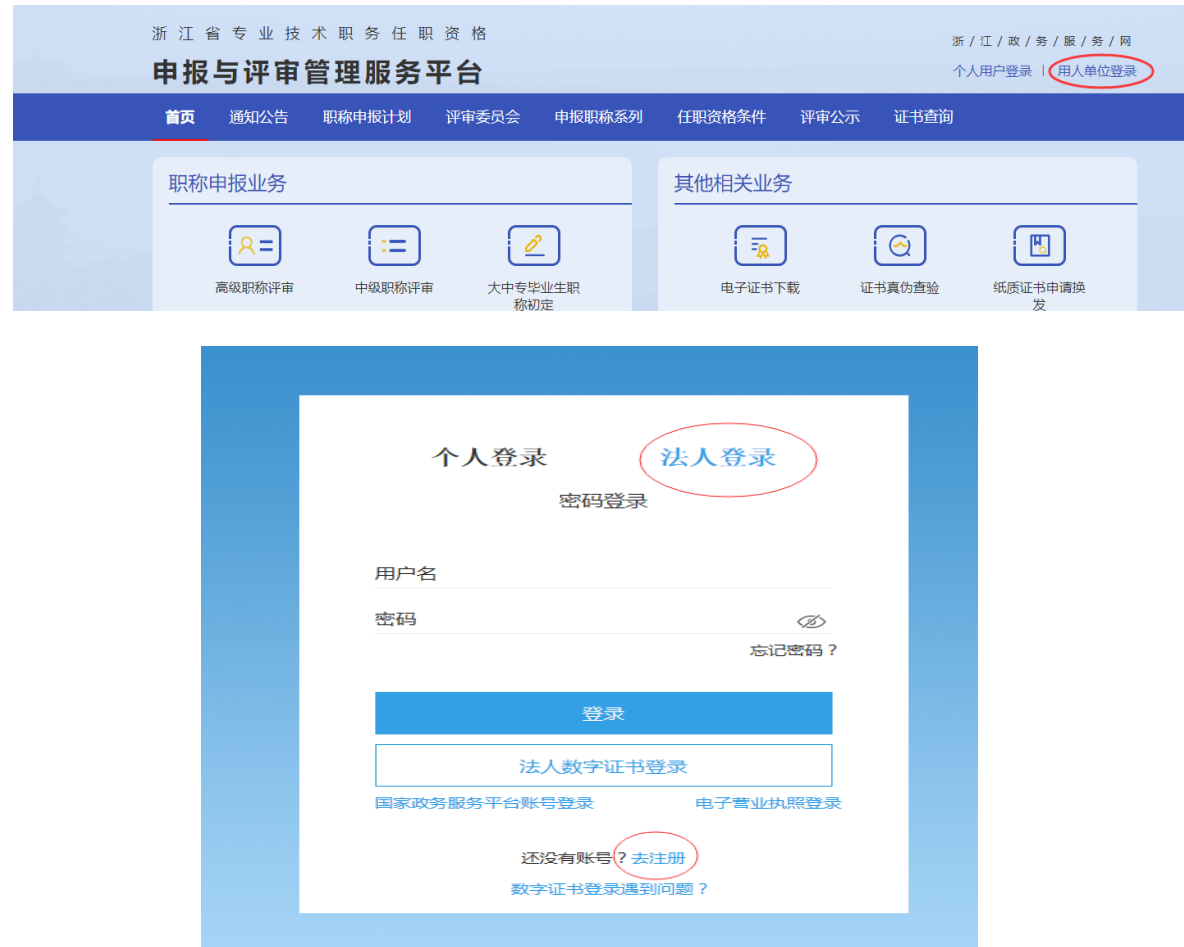 浙江省专业技术职务任职资格
申报与评审管理服务平台
浙/江/政/务/服/务/网
个人用户登录 | 用人单位登录
首页 通知公告 职称申报计划 评审委员会 申报职称系列 任职资格条件 评审公示 证书查询
职称申报业务
高级职称评审 中级职称评审 大中专毕业生职
称初定
其他相关业务
电子证书下载 证书真伪查验 纸质证书申请换
发
个人登录 法人登录
密码登录
用户名
密码
忘记密码？
登录
法人数字证书登录
国家政务服务平台账号登录 电子营业执照登录
还没有账号？去注册
数字证书登录遇到问题？